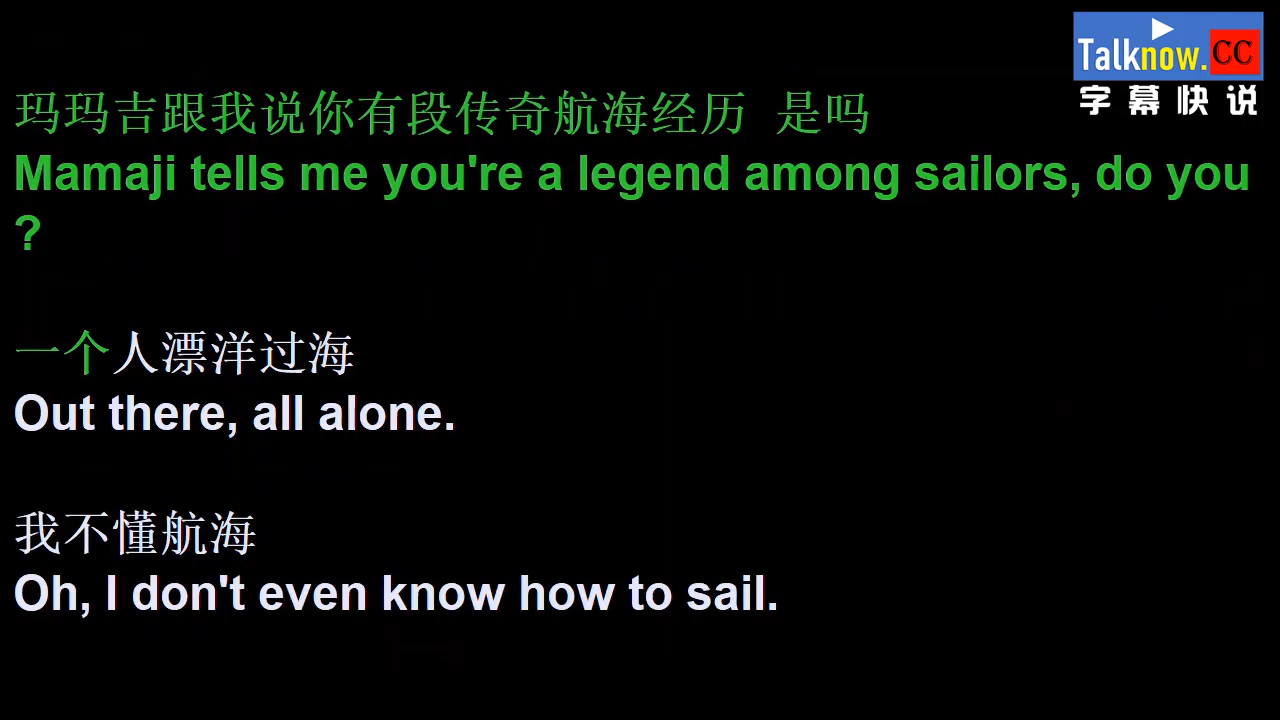 Talknow.CC
字幕快说
玛玛吉跟我说你有段传奇航海经历 是吗
Mamaji tells me you're a legend among sailors, do you
?
一个人漂洋过海
Out there, all alone.
我不懂航海
Oh, I don't even know how to sail.